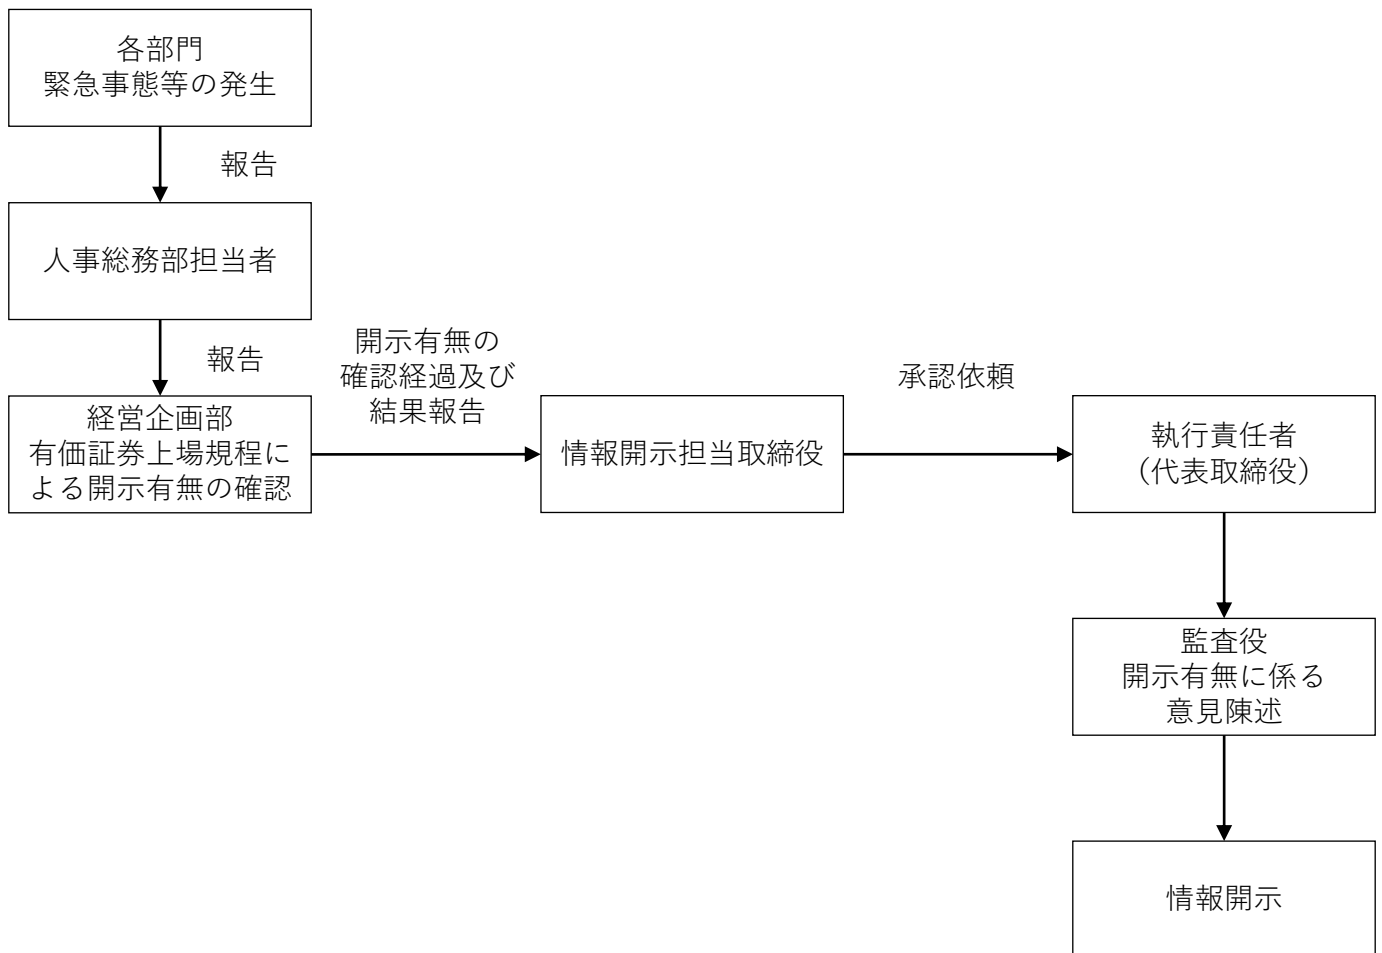 各部門
緊急事態等の発生
報告
人事総務部担当者
報告
経営企画部
有価証券上場規程に
よる開示有無の確認
開示有無の
確認経過及び
結果報告
情報開示担当取締役
承認依頼
執行責任者
（代表取締役）
監査役
開示有無に係る
意見陳述
情報開示